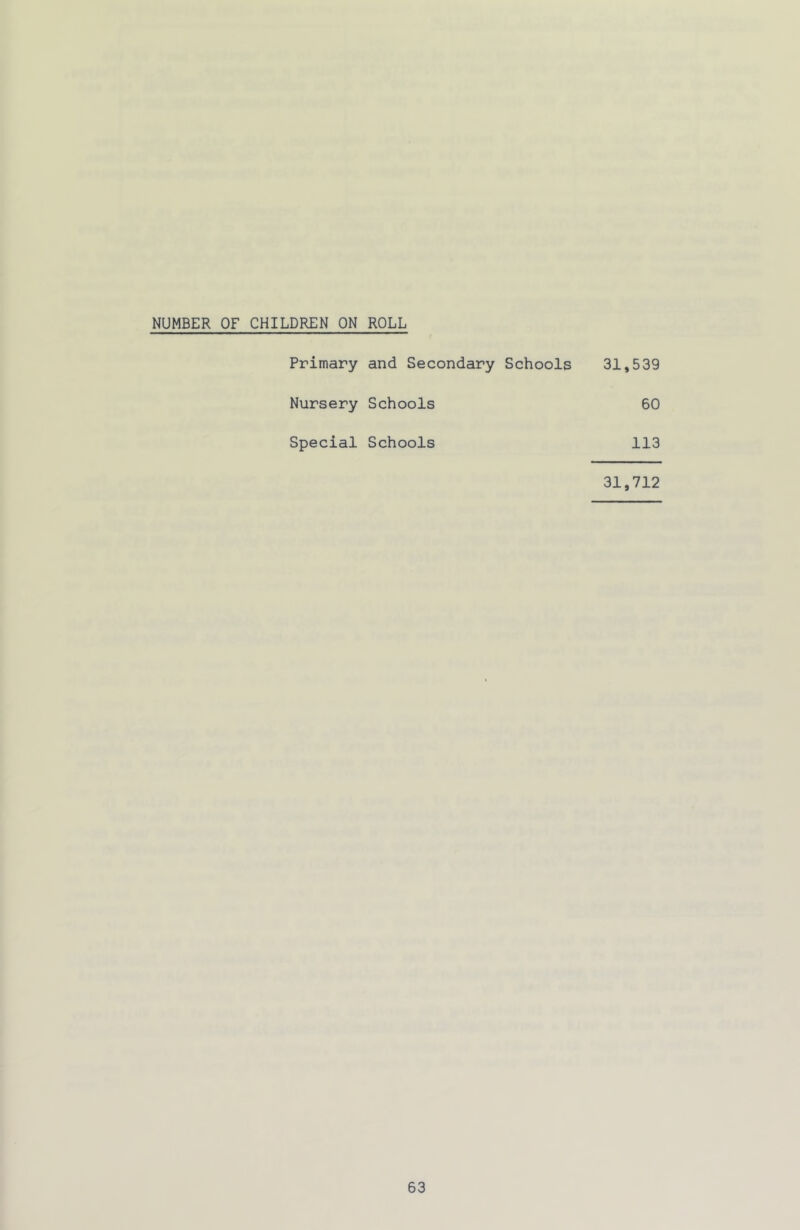 NUMBER OF CHILDREN ON ROLL
Primary and Secondary Schools 31,539
Nursery Schools 60
Special Schools 113
31,712
63